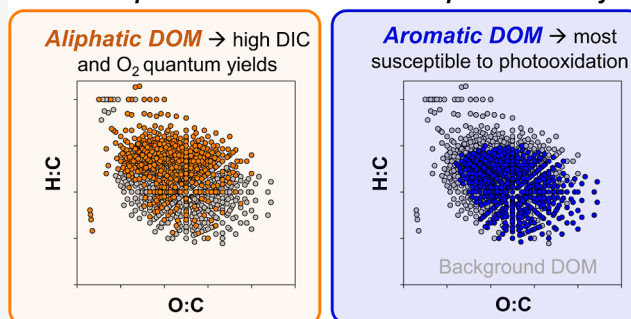 Aliphatic DOM → high DIC
and O₂ quantum yields
H:C
O:C
Aromatic DOM → most
susceptible to photooxidation
H:C
Background DOM
O:C